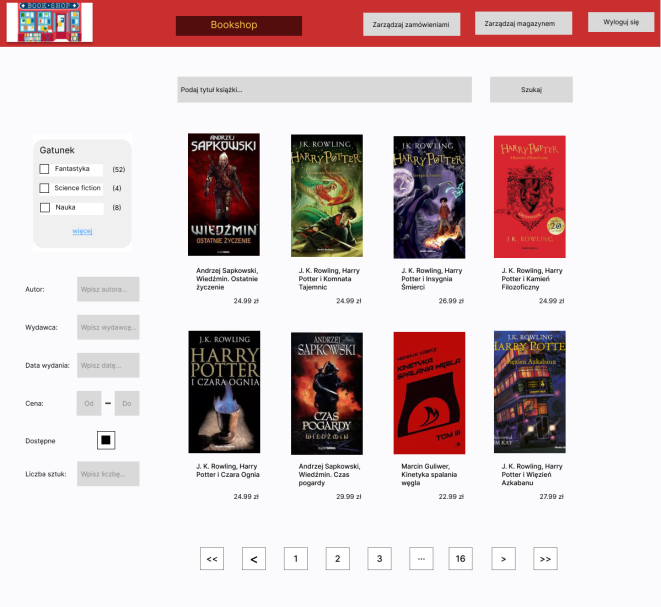 BOOK·SHOP
Bookshop
Zarządzaj zamówieniami
Zarządzaj magazynem
Wyloguj się
Podaj tytuł książki...
Szukaj
Gatunek
Fantastyka (52)
Science fiction (4)
Nauka (8)
więcej
Autor: Wpisz autora...
Wydawca: Wpisz wydawcę...
Data wydania: Wpisz datę...
Cena: Od – Do
Dostępne
Liczba sztuk: Wpisz liczbę...
ANDRZEJ
SAPKOWSKI
WIEDŹMIN
OSTATNIE ŻYCZENIE
Andrzej Sapkowski,
Wiedźmin. Ostatnie
życzenie
24.99 zł
J.K. ROWLING
HARRY POTTER
J. K. Rowling, Harry
Potter i Komnata
Tajemnic
24.99 zł
J.K. ROWLING
HARRY POTTER
J. K. Rowling, Harry
Potter i Insygnia
Śmierci
26.99 zł
HARRY POTTER
J.K. ROWLING
20
J. K. Rowling, Harry
Potter i Kamień
Filozoficzny
24.99 zł
J.K. ROWLING
HARRY
POTTER
I CZARA OGNIA
J. K. Rowling, Harry
Potter i Czara Ognia
24.99 zł
ANDRZEJ
SAPKOWSKI
CZAS
POGARDY
WIEDŹMIN
Andrzej Sapkowski,
Wiedźmin. Czas
pogardy
29.99 zł
KINETYKA
SPALANIA WĘGLA
TOM III
Marcin Guliwer,
Kinetyka spalania
węgla
22.99 zł
J.K. ROWLING
HARRY POTTE
Więzień Azkabanu
JIM KAY
J. K. Rowling, Harry
Potter i Więzień
Azkabanu
27.99 zł
<< < 1 2 3 ... 16 > >>